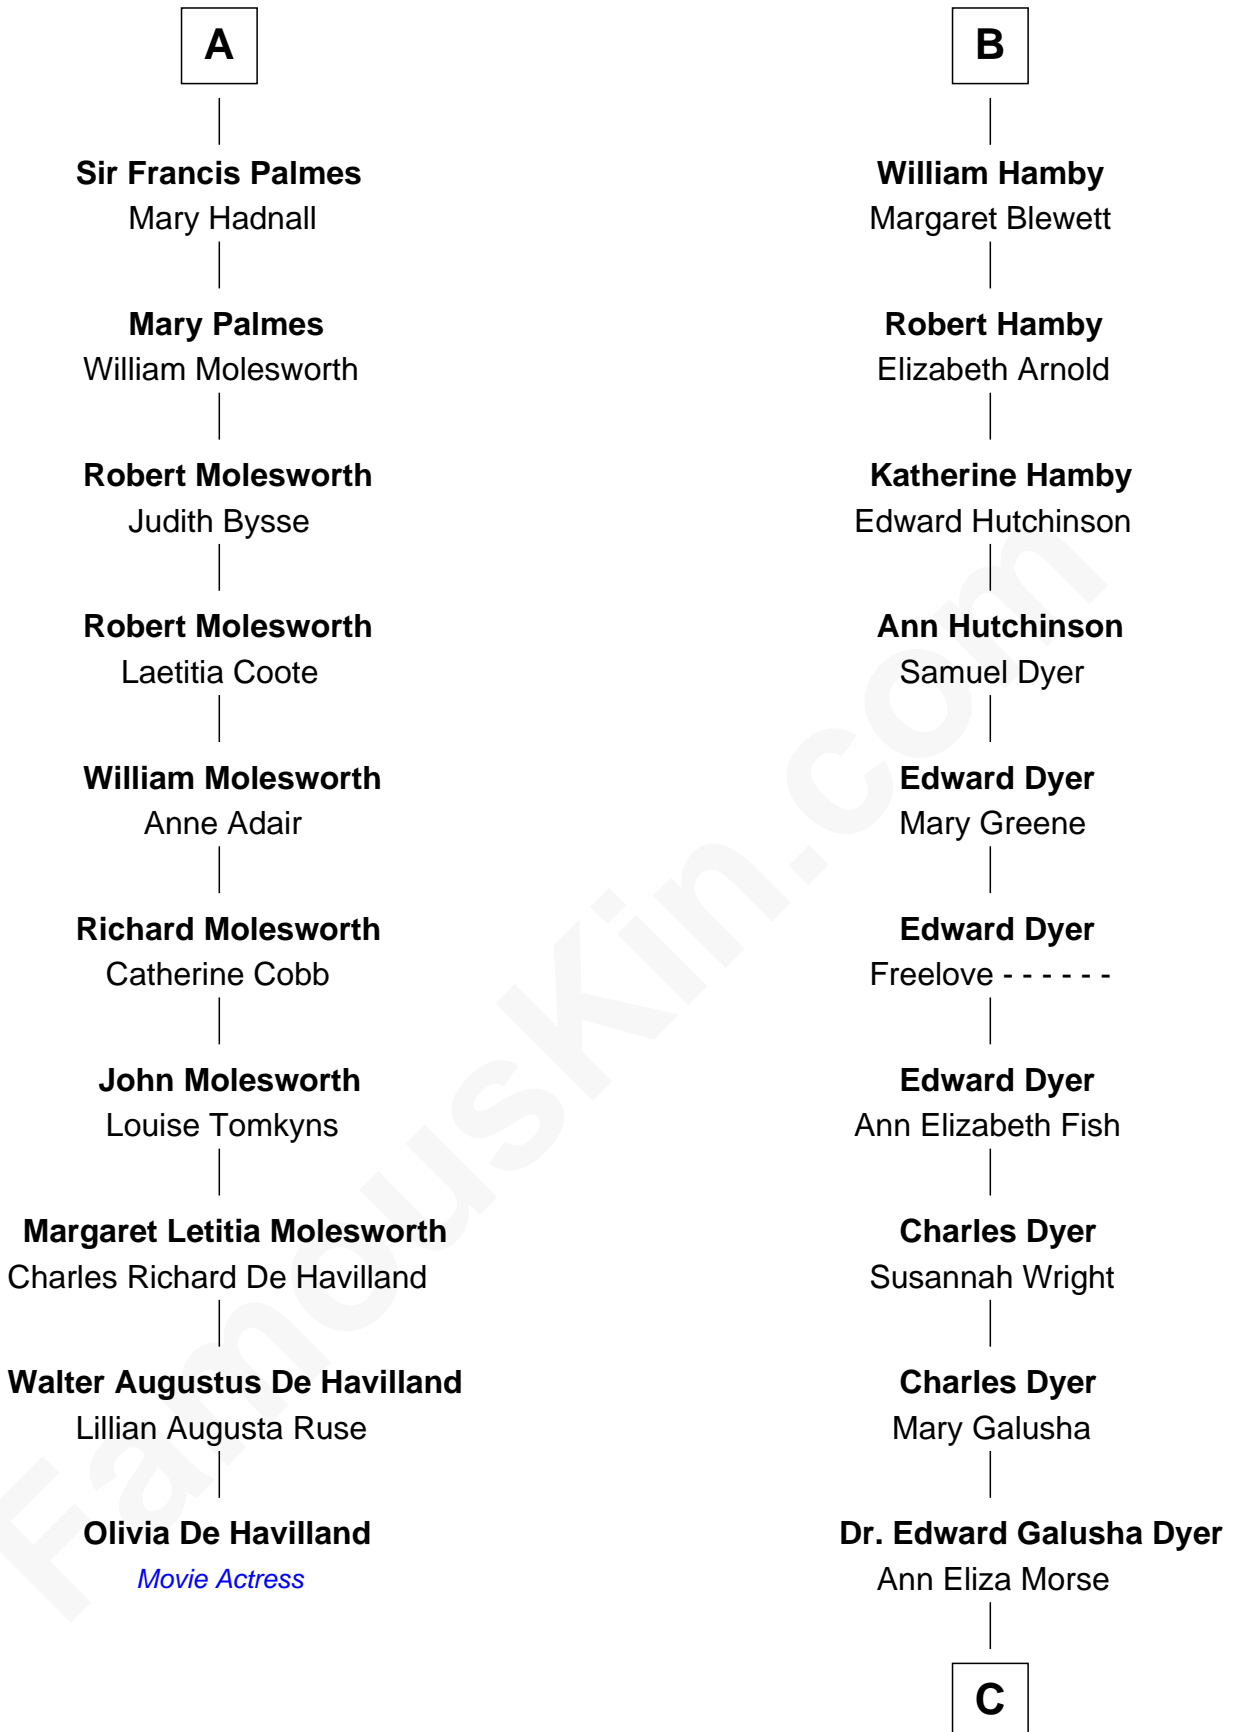 A
Sir Francis Palmes
Mary Hadnall
Mary Palmes
William Molesworth
Robert Molesworth
Judith Bysse
Robert Molesworth
Laetitia Coote
William Molesworth
Anne Adair
Richard Molesworth
Catherine Cobb
John Molesworth
Louise Tomkyns
Margaret Letitia Molesworth
Charles Richard De Havilland
Walter Augustus De Havilland
Lillian Augusta Ruse
Olivia De Havilland
Movie Actress
B
William Hamby
Margaret Blewett
Robert Hamby
Elizabeth Arnold
Katherine Hamby
Edward Hutchinson
Ann Hutchinson
Samuel Dyer
Edward Dyer
Mary Greene
Edward Dyer
Freelove - - - - - -
Edward Dyer
Ann Elizabeth Fish
Charles Dyer
Susannah Wright
Charles Dyer
Mary Galusha
Dr. Edward Galusha Dyer
Ann Eliza Morse
C
FamousKin.com